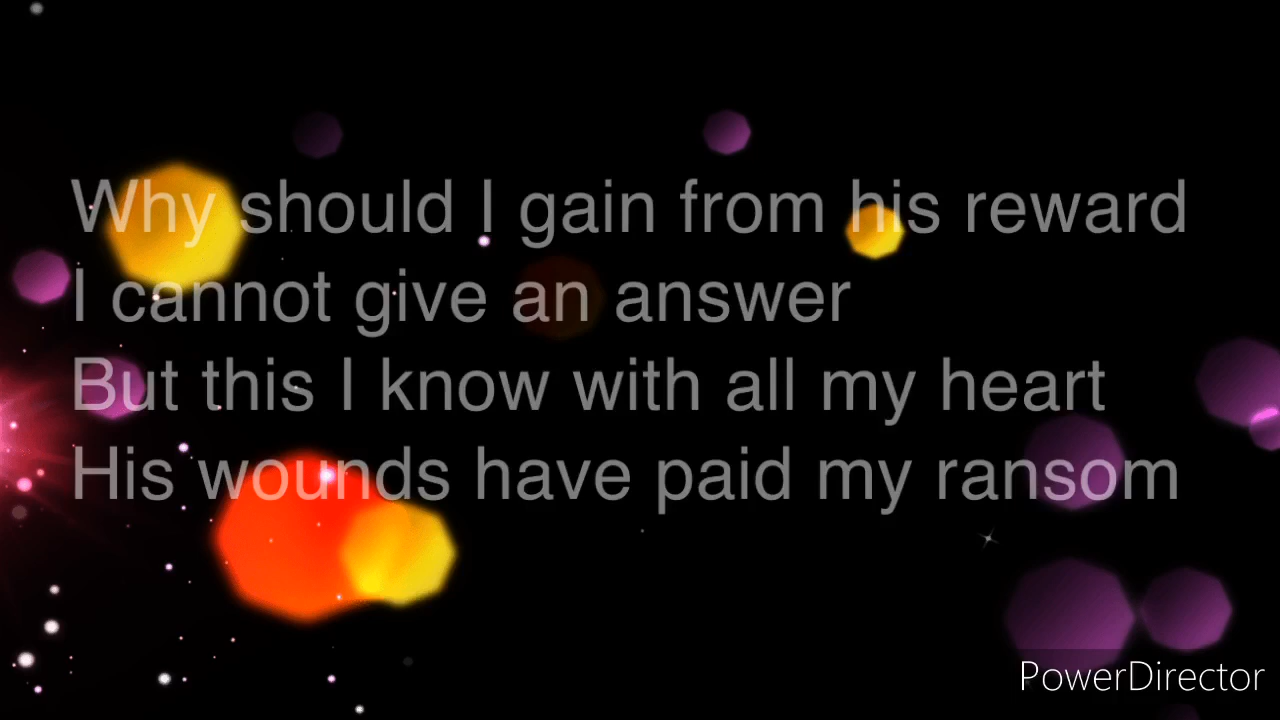 Why should I gain from his reward
I cannot give an answer
But this I know with all my heart
His wounds have paid my ransom
PowerDirector